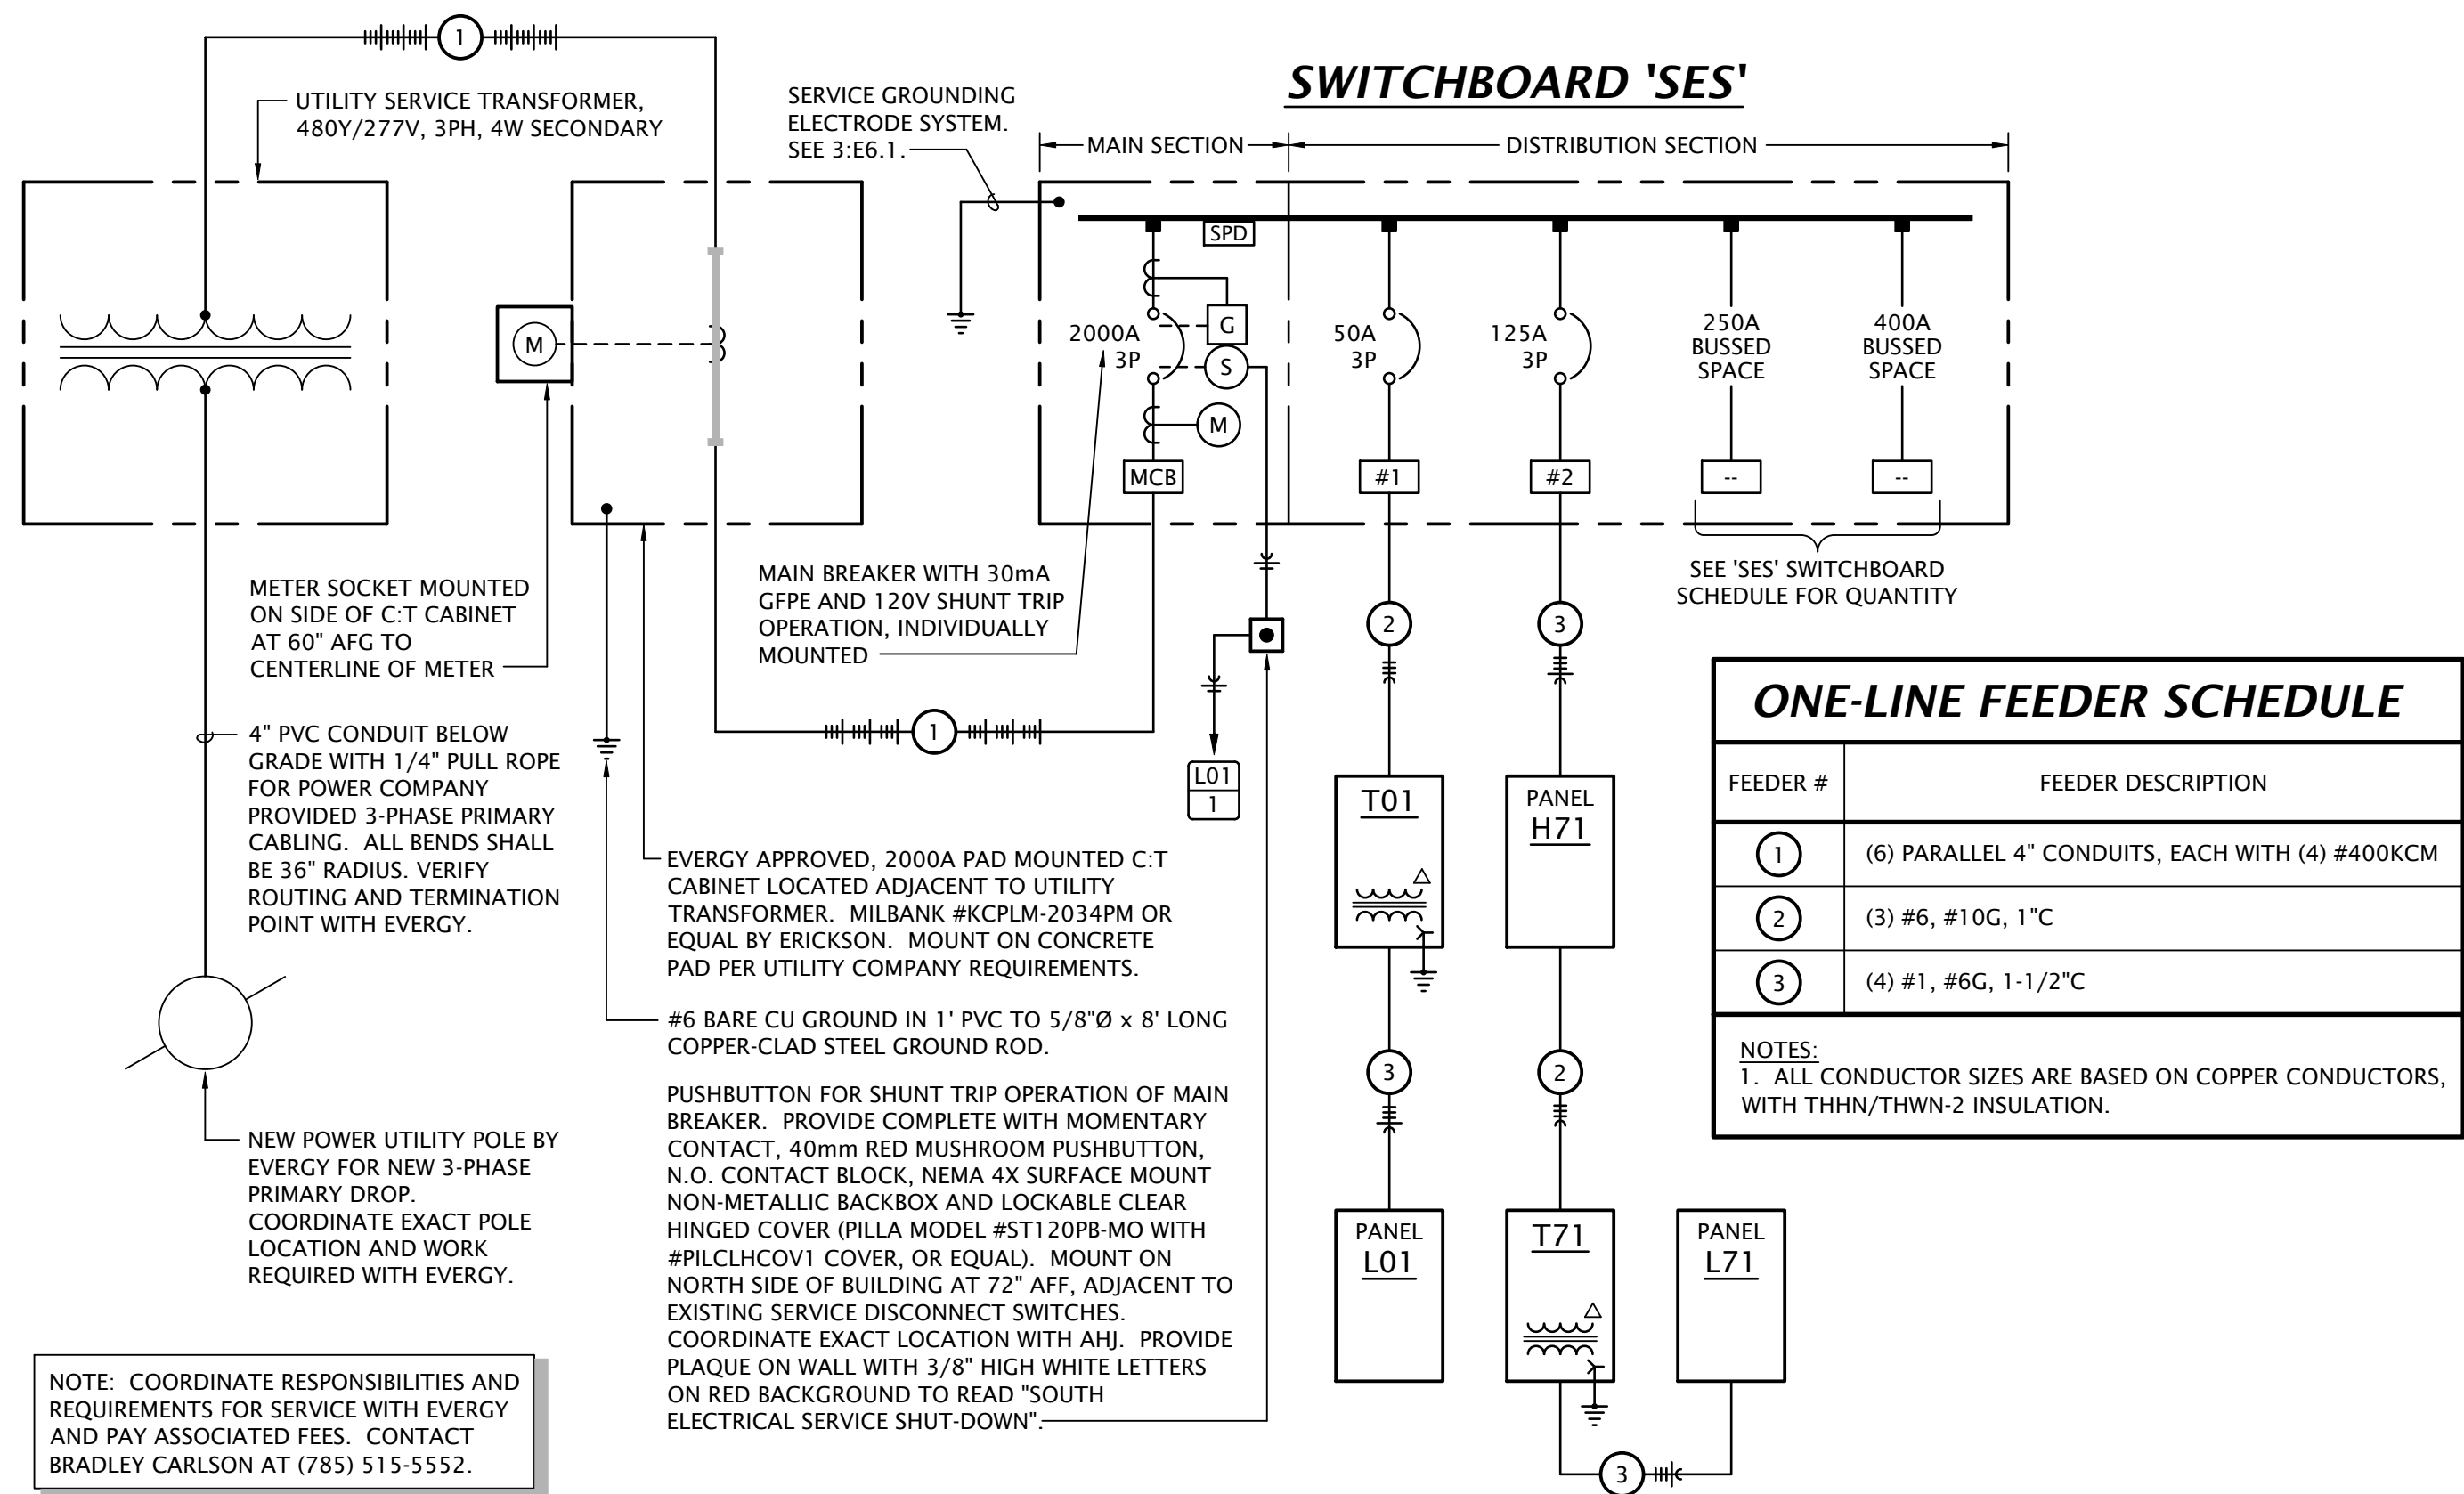 1
UTILITY SERVICE TRANSFORMER,
480Y/277V, 3PH, 4W SECONDARY
SERVICE GROUNDING
ELECTRODE SYSTEM.
SEE 3:E6.1.
SWITCHBOARD 'SES'
MAIN SECTION
DISTRIBUTION SECTION
SPD
2000A
3P
G
S
M
MCB
50A
3P
#1
125A
3P
#2
250A
BUSSED
SPACE
--
400A
BUSSED
SPACE
--
SEE 'SES' SWITCHBOARD
SCHEDULE FOR QUANTITY
M
METER SOCKET MOUNTED
ON SIDE OF C:T CABINET
AT 60" AFG TO
CENTERLINE OF METER
MAIN BREAKER WITH 30mA
GFPE AND 120V SHUNT TRIP
OPERATION, INDIVIDUALLY
MOUNTED
1
4" PVC CONDUIT BELOW
GRADE WITH 1/4" PULL ROPE
FOR POWER COMPANY
PROVIDED 3-PHASE PRIMARY
CABLING. ALL BENDS SHALL
BE 36" RADIUS. VERIFY
ROUTING AND TERMINATION
POINT WITH EVERGY.
L01
1
EVERGY APPROVED, 2000A PAD MOUNTED C:T
CABINET LOCATED ADJACENT TO UTILITY
TRANSFORMER. MILBANK #KCPLM-2034PM OR
EQUAL BY ERICKSON. MOUNT ON CONCRETE
PAD PER UTILITY COMPANY REQUIREMENTS.
#6 BARE CU GROUND IN 1' PVC TO 5/8"Ø x 8' LONG
COPPER-CLAD STEEL GROUND ROD.
PUSHBUTTON FOR SHUNT TRIP OPERATION OF MAIN
BREAKER. PROVIDE COMPLETE WITH MOMENTARY
CONTACT, 40mm RED MUSHROOM PUSHBUTTON,
N.O. CONTACT BLOCK, NEMA 4X SURFACE MOUNT
NON-METALLIC BACKBOX AND LOCKABLE CLEAR
HINGED COVER (PILLA MODEL #ST120PB-MO WITH
#PILCLHCOV1 COVER, OR EQUAL). MOUNT ON
NORTH SIDE OF BUILDING AT 72" AFF, ADJACENT TO
EXISTING SERVICE DISCONNECT SWITCHES.
COORDINATE EXACT LOCATION WITH AHJ. PROVIDE
PLAQUE ON WALL WITH 3/8" HIGH WHITE LETTERS
ON RED BACKGROUND TO READ "SOUTH
ELECTRICAL SERVICE SHUT-DOWN".
NEW POWER UTILITY POLE BY
EVERGY FOR NEW 3-PHASE
PRIMARY DROP.
COORDINATE EXACT POLE
LOCATION AND WORK
REQUIRED WITH EVERGY.
NOTE: COORDINATE RESPONSIBILITIES AND
REQUIREMENTS FOR SERVICE WITH EVERGY
AND PAY ASSOCIATED FEES. CONTACT
BRADLEY CARLSON AT (785) 515-5552.
2
T01
3
PANEL
L01
3
PANEL
H71
2
T71
PANEL
L71
3
ONE-LINE FEEDER SCHEDULE
FEEDER #
FEEDER DESCRIPTION
1
(6) PARALLEL 4" CONDUITS, EACH WITH (4) #400KCM
2
(3) #6, #10G, 1"C
3
(4) #1, #6G, 1-1/2"C
NOTES:
1. ALL CONDUCTOR SIZES ARE BASED ON COPPER CONDUCTORS,
WITH THHN/THWN-2 INSULATION.